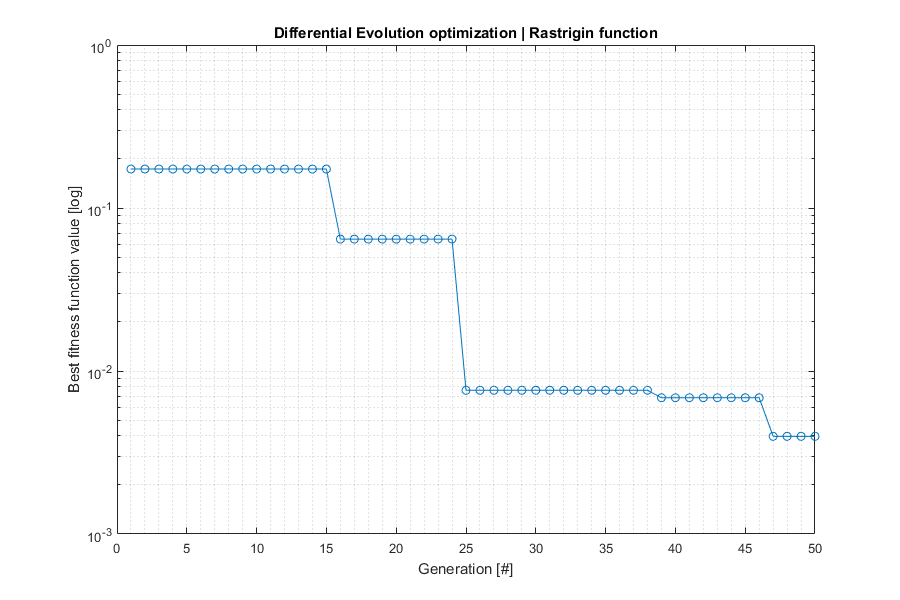 Differential Evolution optimization | Rastrigin function
10^0
10^-1
10^-2
10^-3
Best fitness function value [log]
0 5 10 15 20 25 30 35 40 45 50
Generation [#]